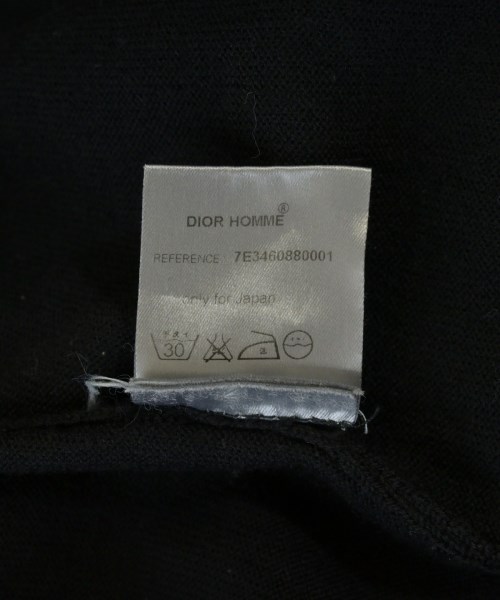 DIOR HOMME®
REFERENCE : 7E3460880001
only for Japan
30